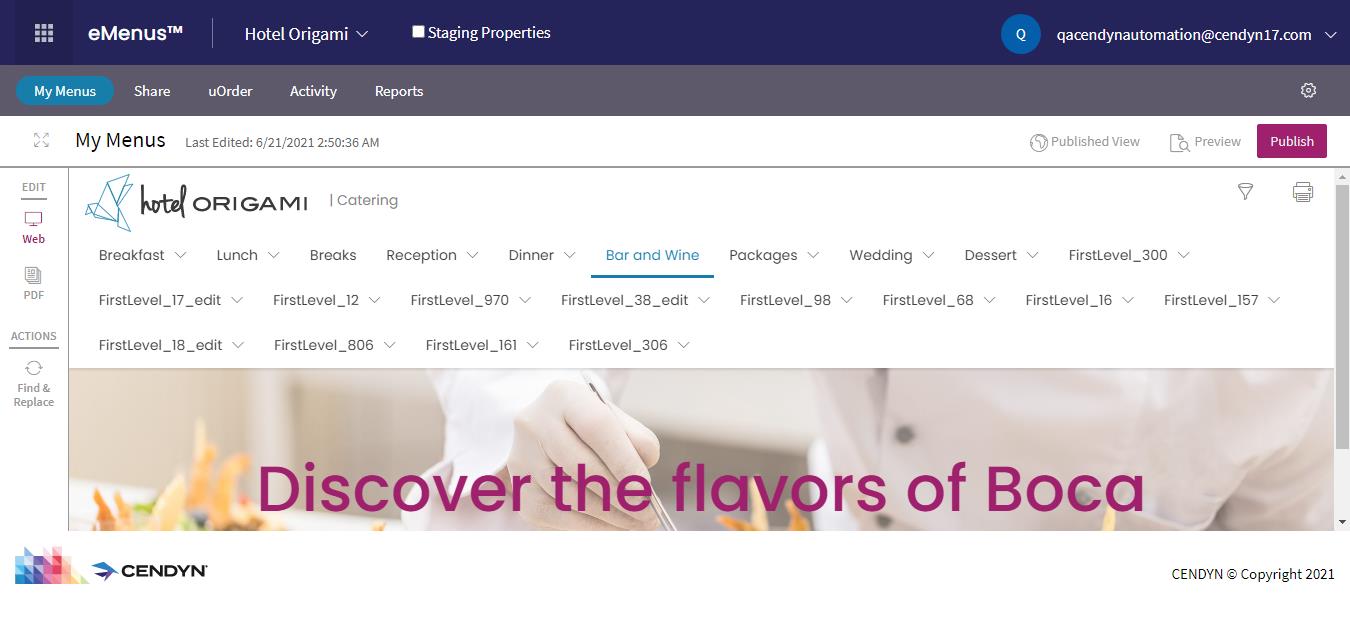 eMenus™ Hotel Origami Staging Properties Q qacendynautomation@cendyn17.com
My Menus Share uOrder Activity Reports
My Menus Last Edited: 6/21/2021 2:50:36 AM Published View Preview Publish
EDIT
Web
PDF
ACTIONS
Find &
Replace
hotel ORIGAMI | Catering
Breakfast Lunch Breaks Reception Dinner Bar and Wine Packages Wedding Dessert FirstLevel_300
FirstLevel_17_edit FirstLevel_12 FirstLevel_970 FirstLevel_38_edit FirstLevel_98 FirstLevel_68 FirstLevel_16 FirstLevel_157
FirstLevel_18_edit FirstLevel_806 FirstLevel_161 FirstLevel_306
Discover the flavors of Boca
CENDYN CENDYN © Copyright 2021